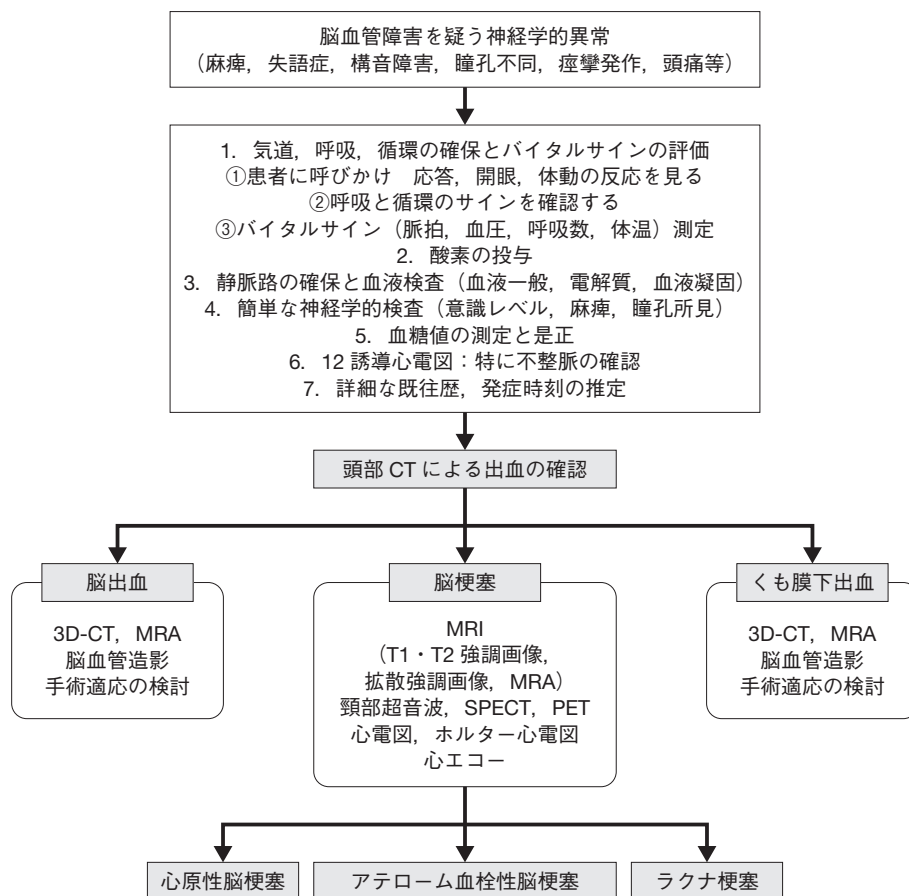 脳血管障害を疑う神経学的異常
（麻痺，失語症，構音障害，瞳孔不同，痙攣発作，頭痛等）
1. 気道，呼吸，循環の確保とバイタルサインの評価
①患者に呼びかけ　応答，開眼，体動の反応を見る
②呼吸と循環のサインを確認する
③バイタルサイン（脈拍，血圧，呼吸数，体温）測定
2. 酸素の投与
3. 静脈路の確保と血液検査（血液一般，電解質，血液凝固）
4. 簡単な神経学的検査（意識レベル，麻痺，瞳孔所見）
5. 血糖値の測定と是正
6. 12 誘導心電図：特に不整脈の確認
7. 詳細な既往歴，発症時刻の推定
頭部 CT による出血の確認
脳出血
3D-CT，MRA
脳血管造影
手術適応の検討
脳梗塞
MRI
（T1・T2 強調画像，
拡散強調画像，MRA）
頸部超音波，SPECT，PET
心電図，ホルター心電図
心エコー
くも膜下出血
3D-CT，MRA
脳血管造影
手術適応の検討
心原性脳梗塞
アテローム血栓性脳梗塞
ラクナ梗塞